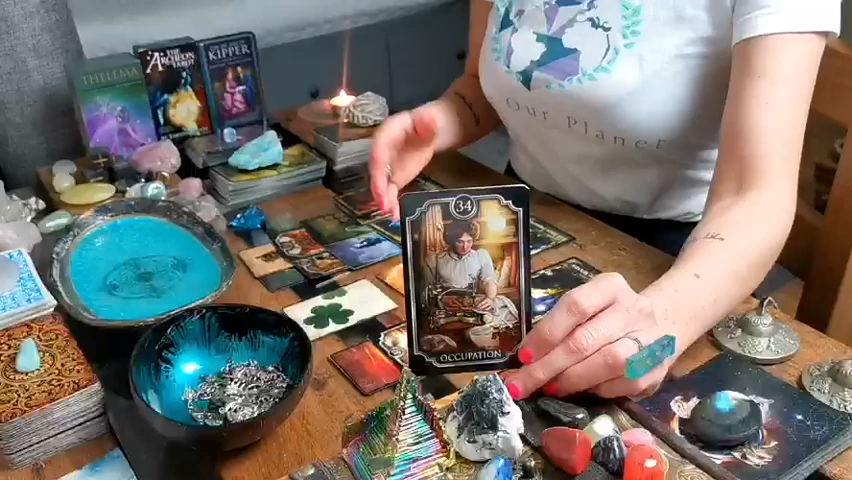 THELEMA
THE
ARCHEON
TAROT
KIPPER
Our Planet
34
OCCUPATION